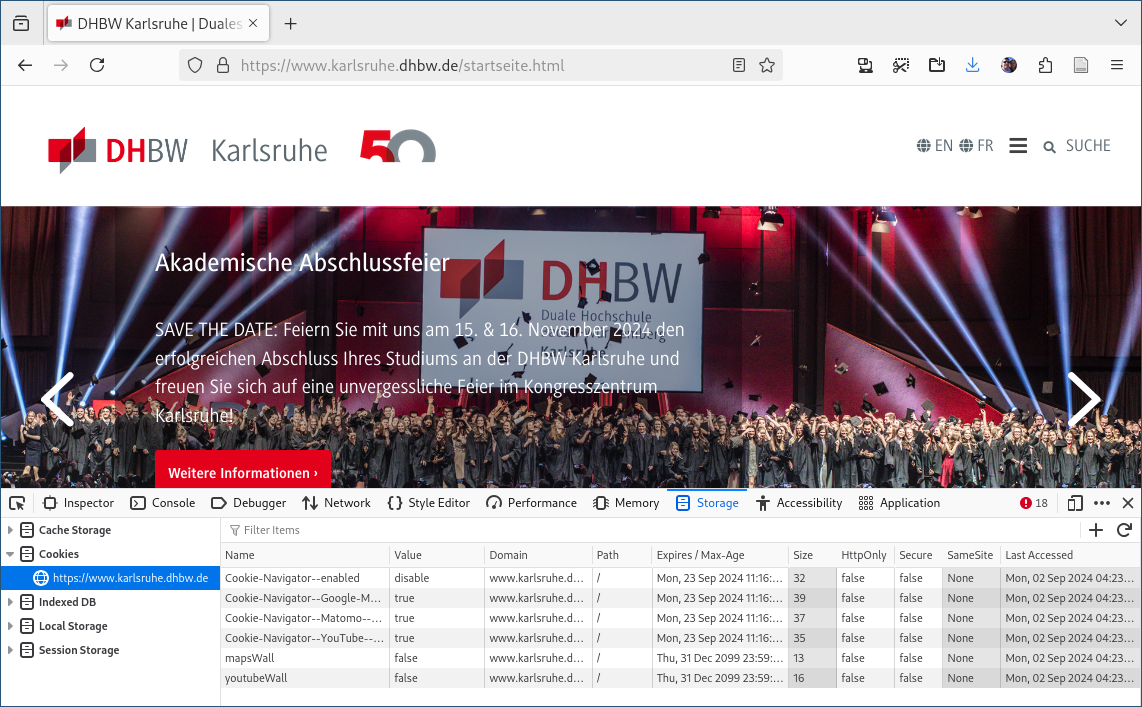 DHBW Karlsruhe | Duales
https://www.karlsruhe.dhbw.de/startseite.html
DHBW Karlsruhe 50
EN FR SUCHE
DHBW
Duale Hochschule
Akademische Abschlussfeier
SAVE THE DATE: Feiern Sie mit uns am 15. & 16. November 2024 den
erfolgreichen Abschluss Ihres Studiums an der DHBW Karlsruhe und
freuen Sie sich auf eine unvergessliche Feier im Kongresszentrum
Karlsruhe!
Weitere Informationen ›
Inspector Console Debugger Network Style Editor Performance Memory Storage Accessibility Application 18
Cache Storage
Cookies
https://www.karlsruhe.dhbw.de
Indexed DB
Local Storage
Session Storage
Filter Items
Name Value Domain Path Expires / Max-Age Size HttpOnly Secure SameSite Last Accessed
Cookie-Navigator--enabled disable www.karlsruhe.d... / Mon, 23 Sep 2024 11:16:... 32 false false None Mon, 02 Sep 2024 04:23...
Cookie-Navigator--Google-M... true www.karlsruhe.d... / Mon, 23 Sep 2024 11:16:... 39 false false None Mon, 02 Sep 2024 04:23...
Cookie-Navigator--Matomo--... true www.karlsruhe.d... / Mon, 23 Sep 2024 11:16:... 37 false false None Mon, 02 Sep 2024 04:23...
Cookie-Navigator--YouTube--... true www.karlsruhe.d... / Mon, 23 Sep 2024 11:16:... 35 false false None Mon, 02 Sep 2024 04:23...
mapsWall false www.karlsruhe.d... / Thu, 31 Dec 2099 23:59:... 13 false false None Mon, 02 Sep 2024 04:23...
youtubeWall false www.karlsruhe.d... / Thu, 31 Dec 2099 23:59:... 16 false false None Mon, 02 Sep 2024 04:23...